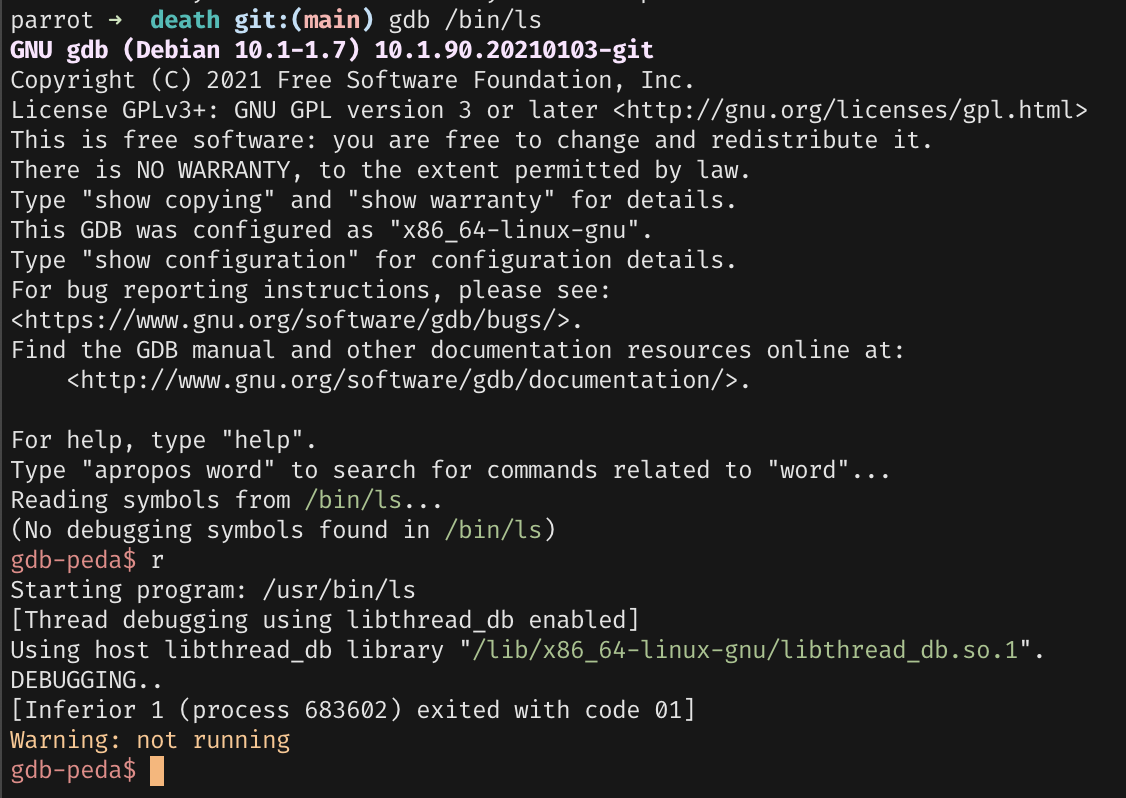 parrot → death git:(main) gdb /bin/ls
GNU gdb (Debian 10.1-1.7) 10.1.90.20210103-git
Copyright (C) 2021 Free Software Foundation, Inc.
License GPLv3+: GNU GPL version 3 or later <http://gnu.org/licenses/gpl.html>
This is free software: you are free to change and redistribute it.
There is NO WARRANTY, to the extent permitted by law.
Type "show copying" and "show warranty" for details.
This GDB was configured as "x86_64-linux-gnu".
Type "show configuration" for configuration details.
For bug reporting instructions, please see:
<https://www.gnu.org/software/gdb/bugs/>.
Find the GDB manual and other documentation resources online at:
    <http://www.gnu.org/software/gdb/documentation/>.

For help, type "help".
Type "apropos word" to search for commands related to "word"...
Reading symbols from /bin/ls...
(No debugging symbols found in /bin/ls)
gdb-peda$ r
Starting program: /usr/bin/ls
[Thread debugging using libthread_db enabled]
Using host libthread_db library "/lib/x86_64-linux-gnu/libthread_db.so.1".
DEBUGGING..
[Inferior 1 (process 683602) exited with code 01]
Warning: not running
gdb-peda$